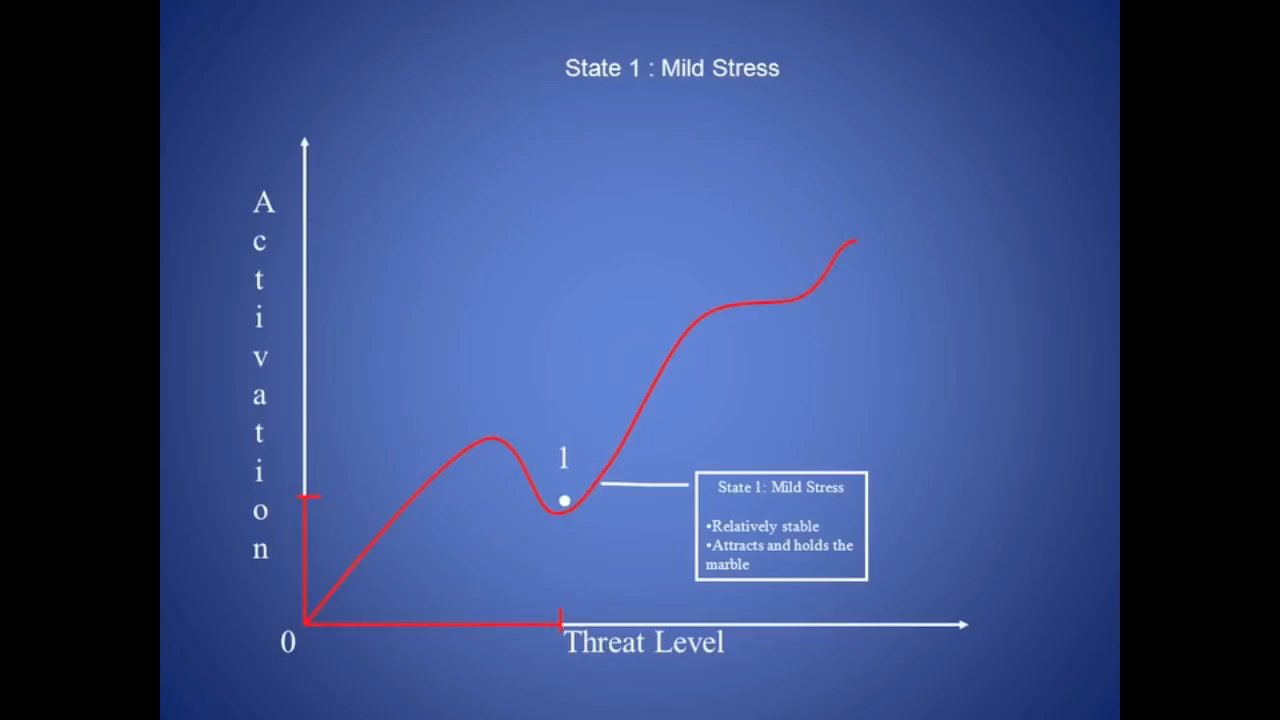 State 1 : Mild Stress
Activation
1
State 1: Mild Stress
•Relatively stable
•Attracts and holds the
marble
0
Threat Level